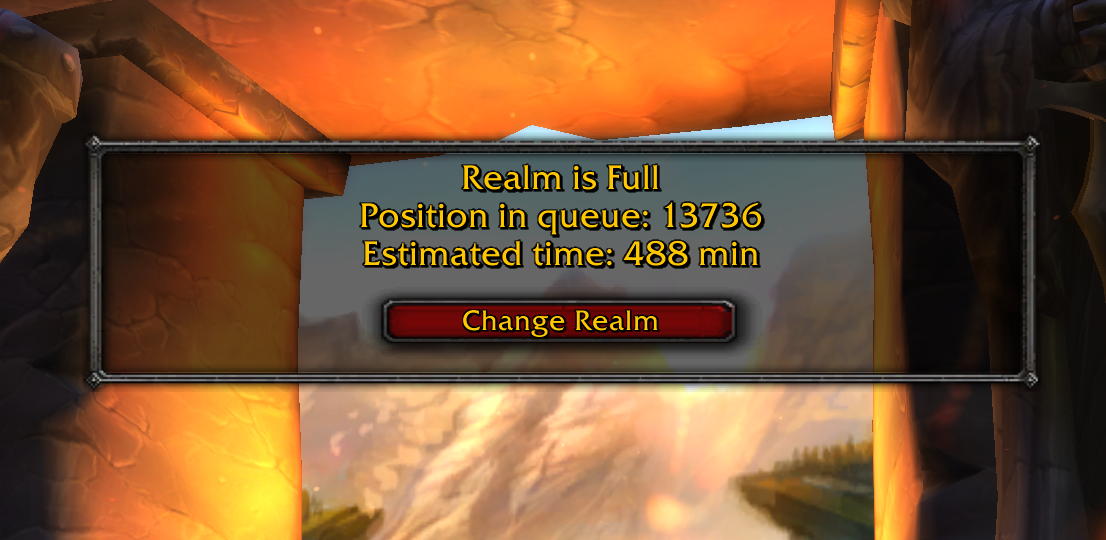 Realm is Full
Position in queue: 13736
Estimated time: 488 min
Change Realm